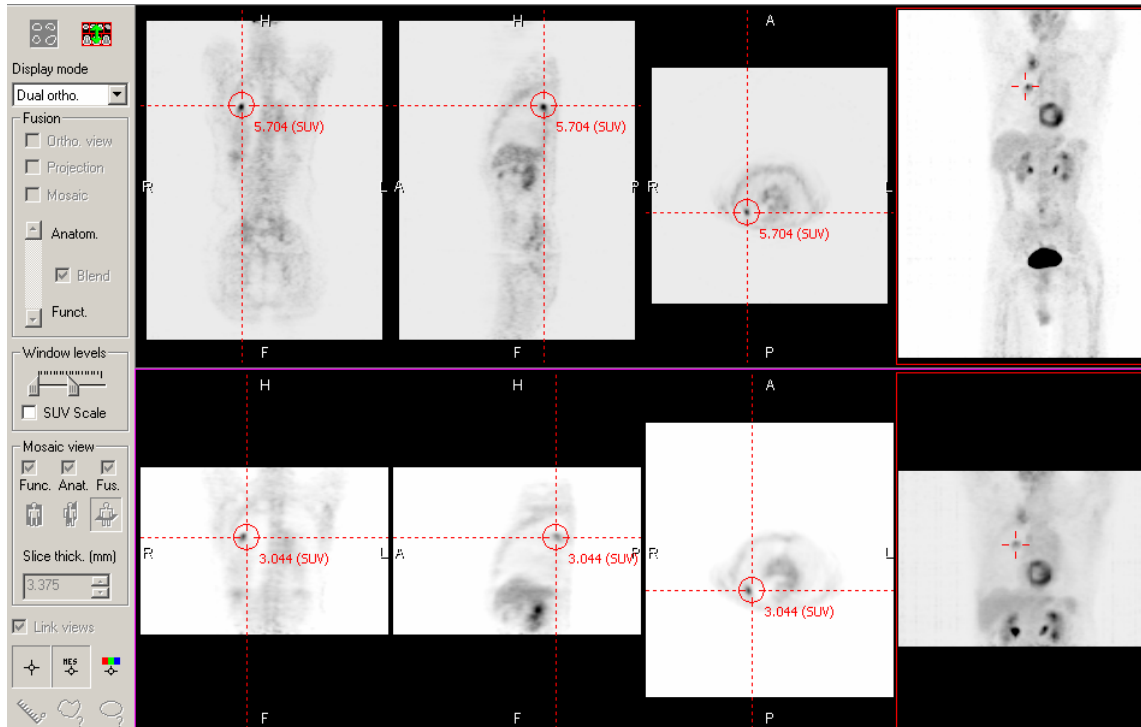 Display mode
Dual ortho.
Fusion
Ortho. view
Projection
Mosaic
Anatom.
Blend
Funct.
Window levels
SUV Scale
Mosaic view
Func. Anat. Fus.
Slice thick. (mm)
3.375
Link views
MES
?
?
H
R
L
F
5.704 (SUV)
H
A
P
F
5.704 (SUV)
A
R
L
P
5.704 (SUV)
H
R
L
F
3.044 (SUV)
H
A
P
F
3.044 (SUV)
A
R
L
P
3.044 (SUV)